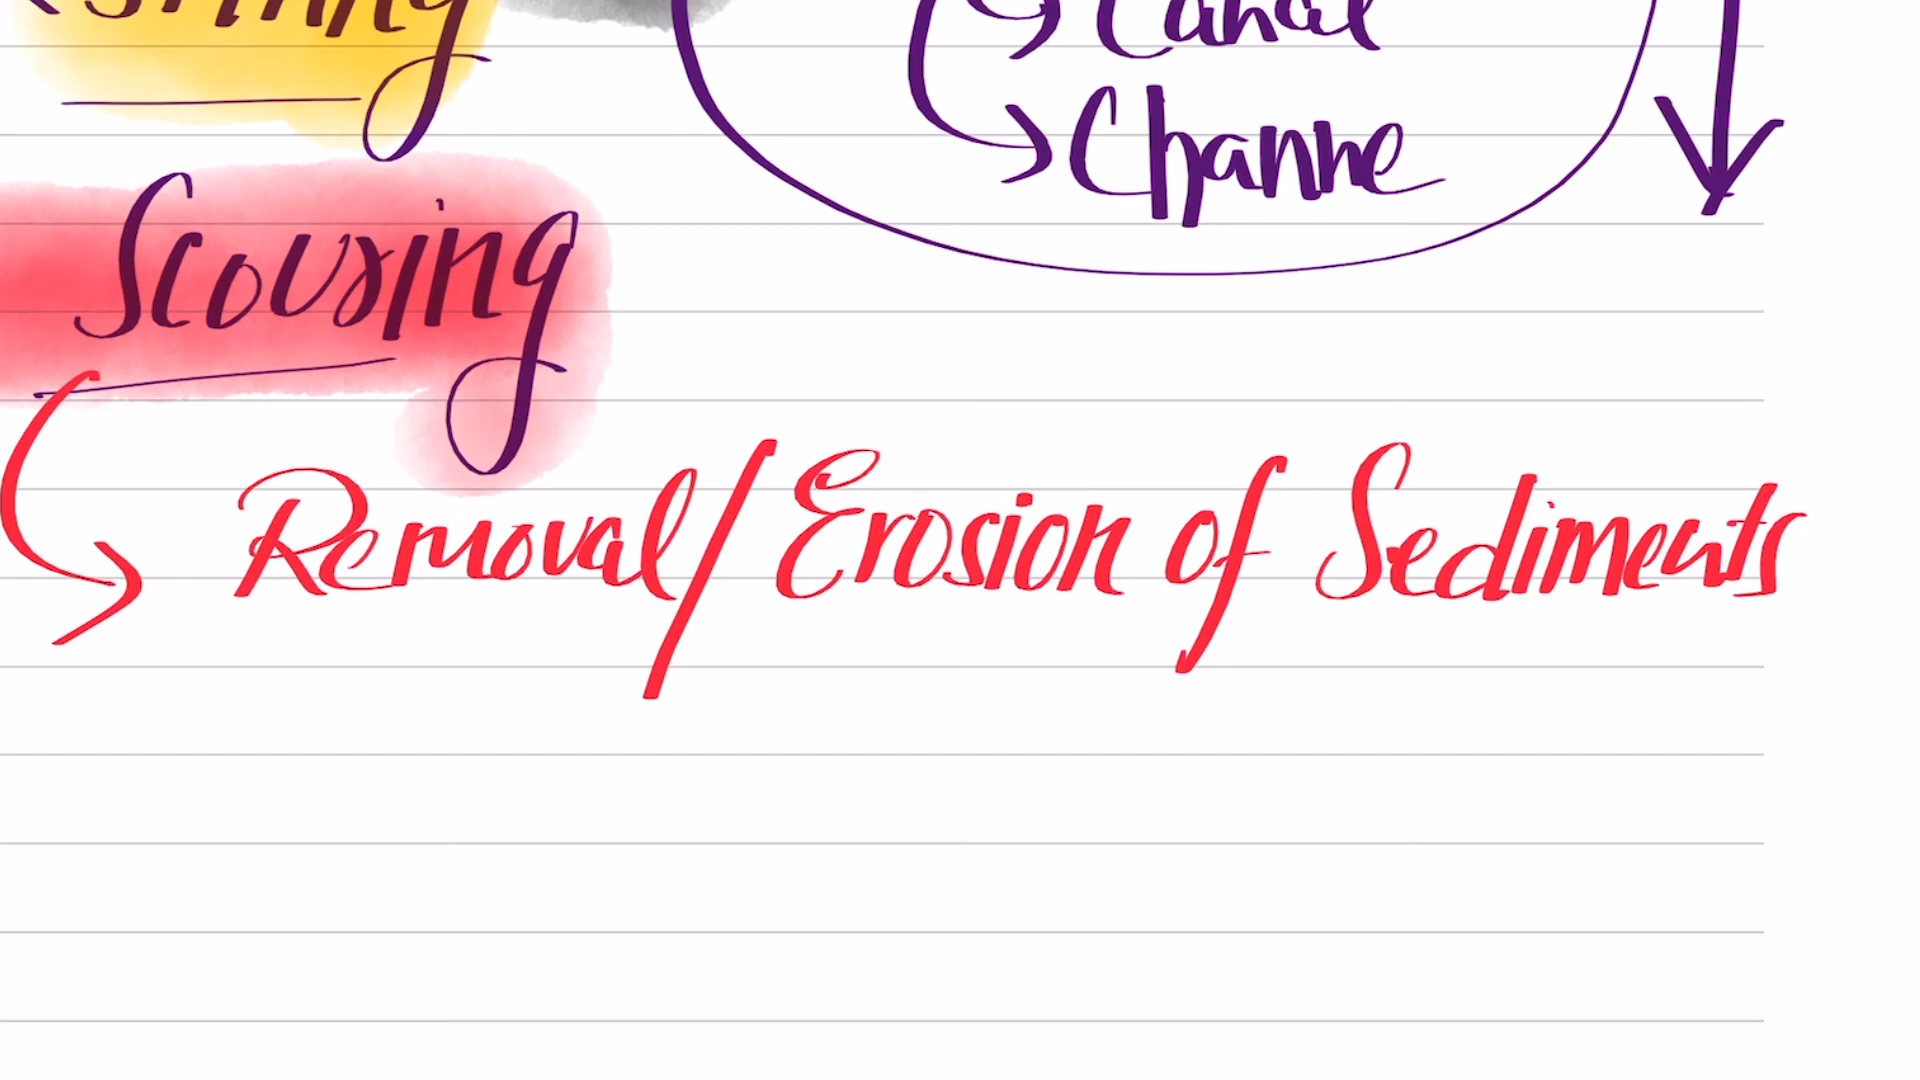 Canal
Channe
Scouring
Removal/Erosion of Sediments